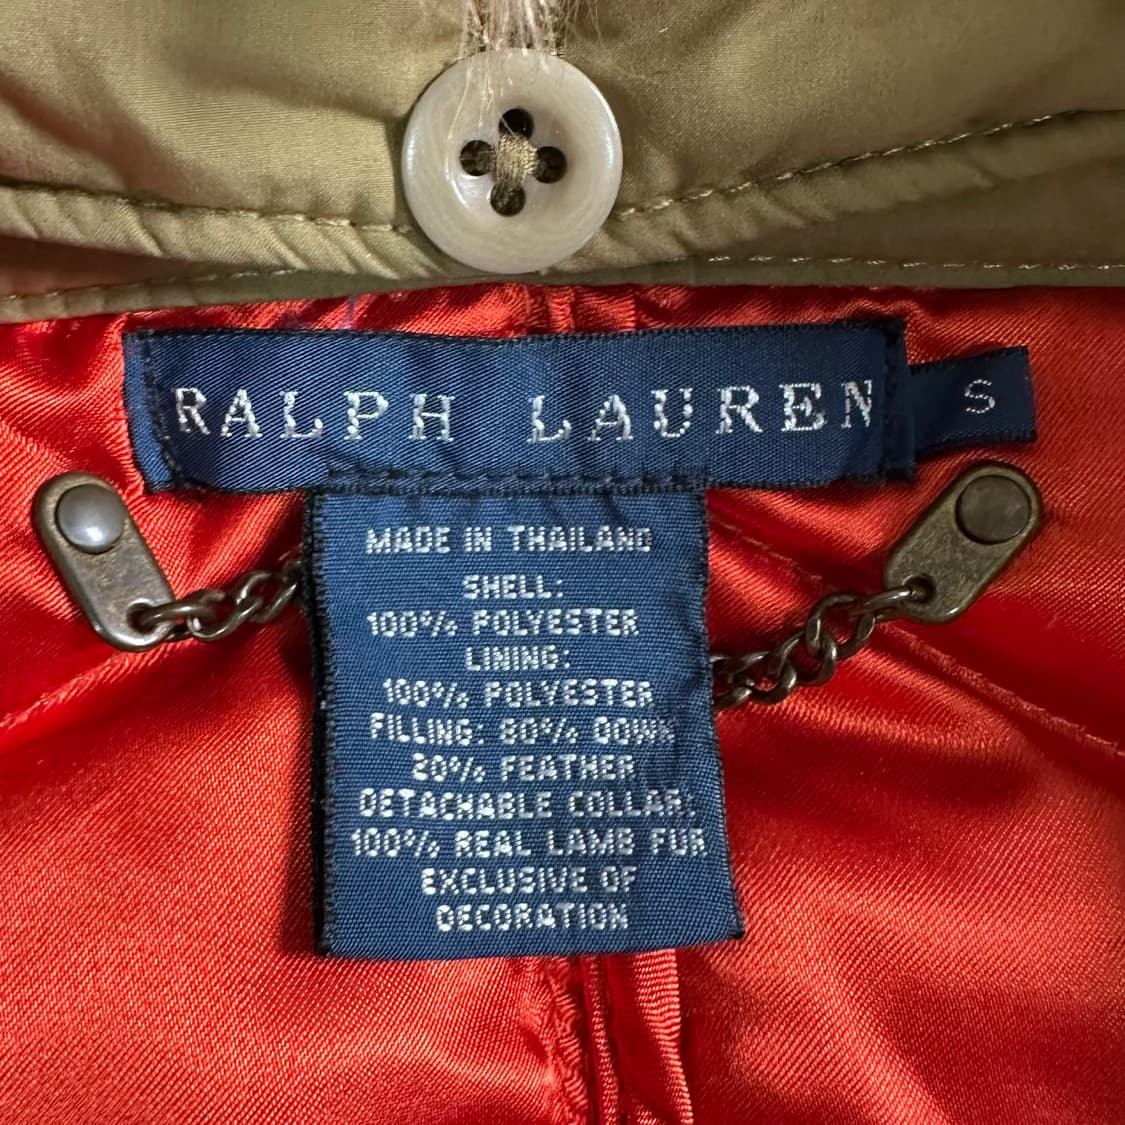 RALPH LAUREN
S
MADE IN THAILAND
SHELL:
100% POLYESTER
LINING:
100% POLYESTER
FILLING: 80% DOWN
20% FEATHER
DETACHABLE COLLAR:
100% REAL LAMB FUR
EXCLUSIVE OF
DECORATION